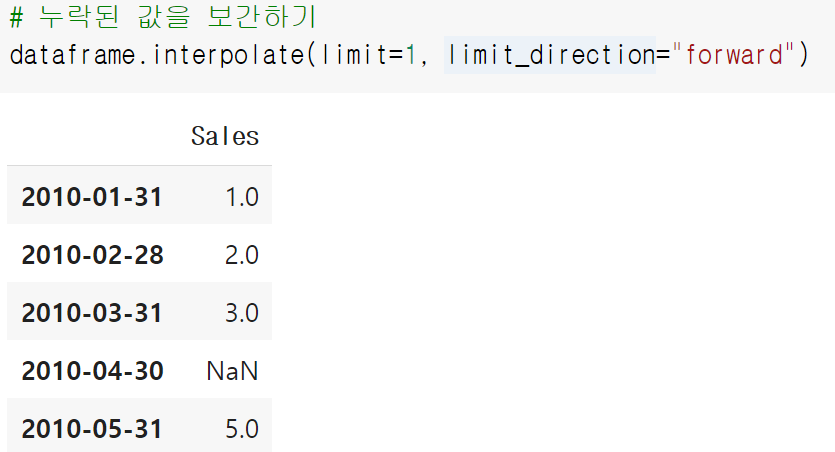 # 누락된 값을 보간하기
dataframe.interpolate(limit=1, limit_direction="forward")
Sales
2010-01-31 1.0
2010-02-28 2.0
2010-03-31 3.0
2010-04-30 NaN
2010-05-31 5.0